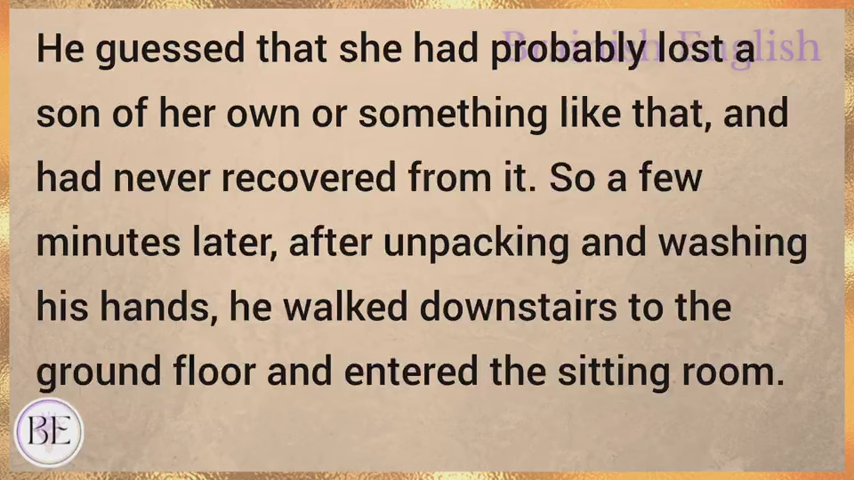 Beginish English
He guessed that she had probably lost a
son of her own or something like that, and
had never recovered from it. So a few
minutes later, after unpacking and washing
his hands, he walked downstairs to the
ground floor and entered the sitting room.
BE